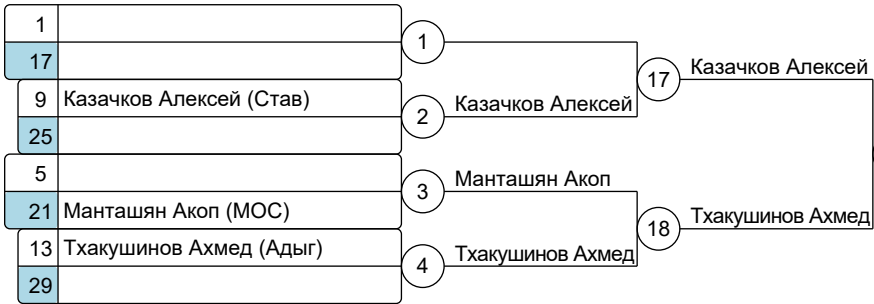 1
17
1
17
Казачков Алексей
9 Казачков Алексей (Став)
25
2
Казачков Алексей
5
21 Манташян Акоп (МОС)
3
Манташян Акоп
18
Тхакушинов Ахмед
13 Тхакушинов Ахмед (Адыг)
29
4
Тхакушинов Ахмед